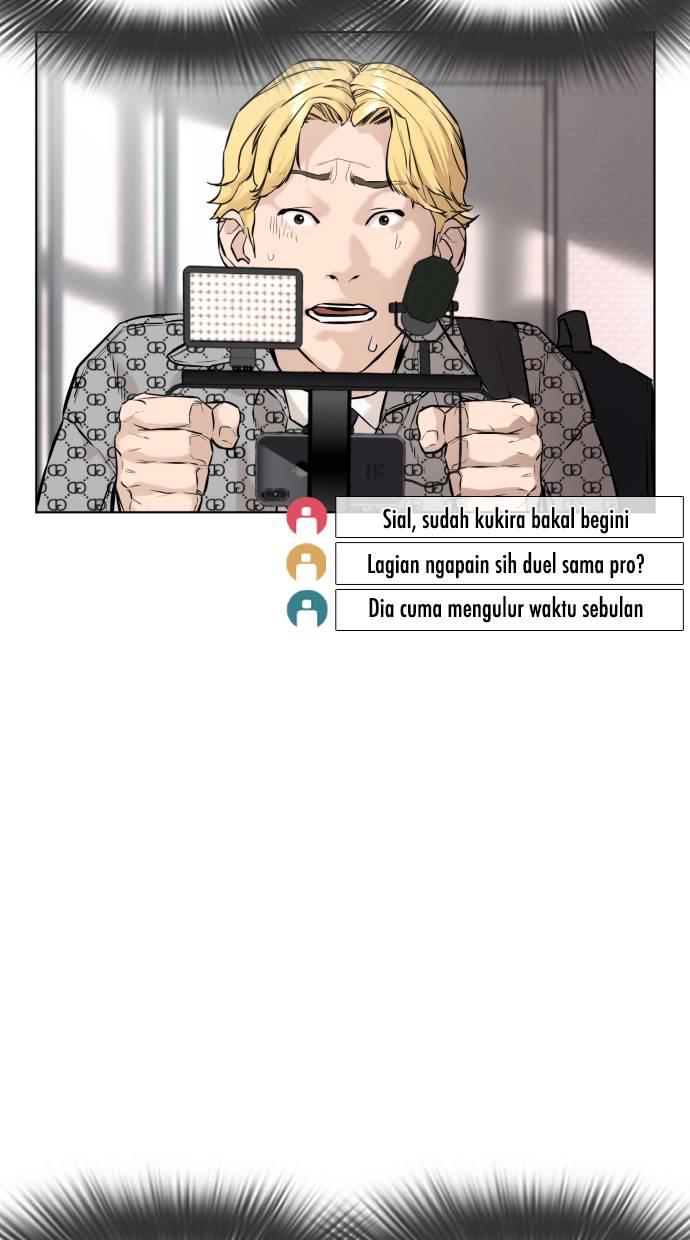 Sial, sudah kukira bakal begini
Lagian ngapain sih duel sama pro?
Dia cuma mengulur waktu sebulan